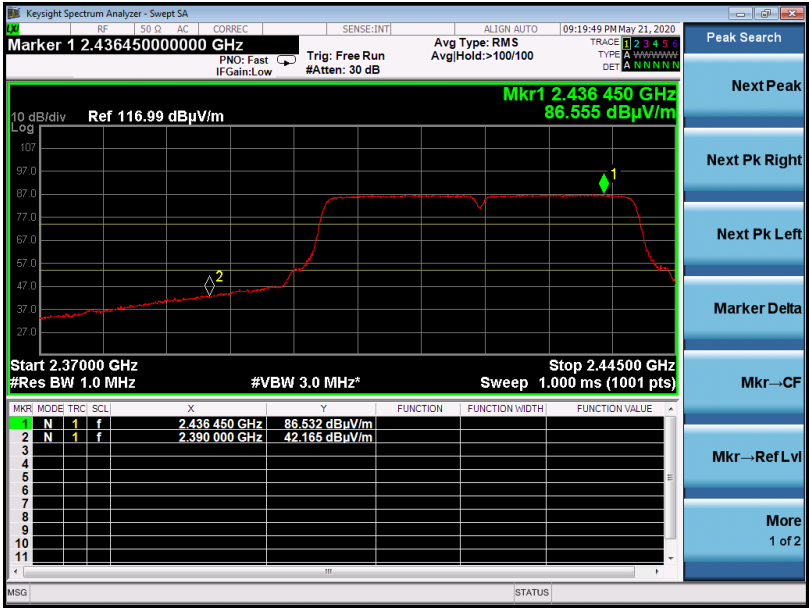 Keysight Spectrum Analyzer - Swept SA
LXI RF 50 Ω AC CORREC SENSE:INT ALIGN AUTO 09:19:49 PM May 21, 2020
Marker 1 2.436450000000 GHz
PNO: Fast
IFGain:Low
Trig: Free Run
#Atten: 30 dB
Avg Type: RMS
Avg|Hold:>100/100
TRACE 1 2 3 4 5 6
TYPE A WWWWW
DET A N N N N N
Mkr1 2.436 450 GHz
86.555 dBµV/m
10 dB/div Ref 116.99 dBµV/m
Log
107
97.0
87.0
77.0
67.0
57.0
47.0
37.0
27.0
1
2
Start 2.37000 GHz Stop 2.44500 GHz
#Res BW 1.0 MHz #VBW 3.0 MHz* Sweep 1.000 ms (1001 pts)
MKR MODE TRC SCL X Y FUNCTION FUNCTION WIDTH FUNCTION VALUE
1 N 1 f 2.436 450 GHz 86.532 dBµV/m
2 N 1 f 2.390 000 GHz 42.165 dBµV/m
3
4
5
6
7
8
9
10
11
MSG STATUS
Peak Search
Next Peak
Next Pk Right
Next Pk Left
Marker Delta
Mkr→CF
Mkr→Ref Lvl
More
1 of 2